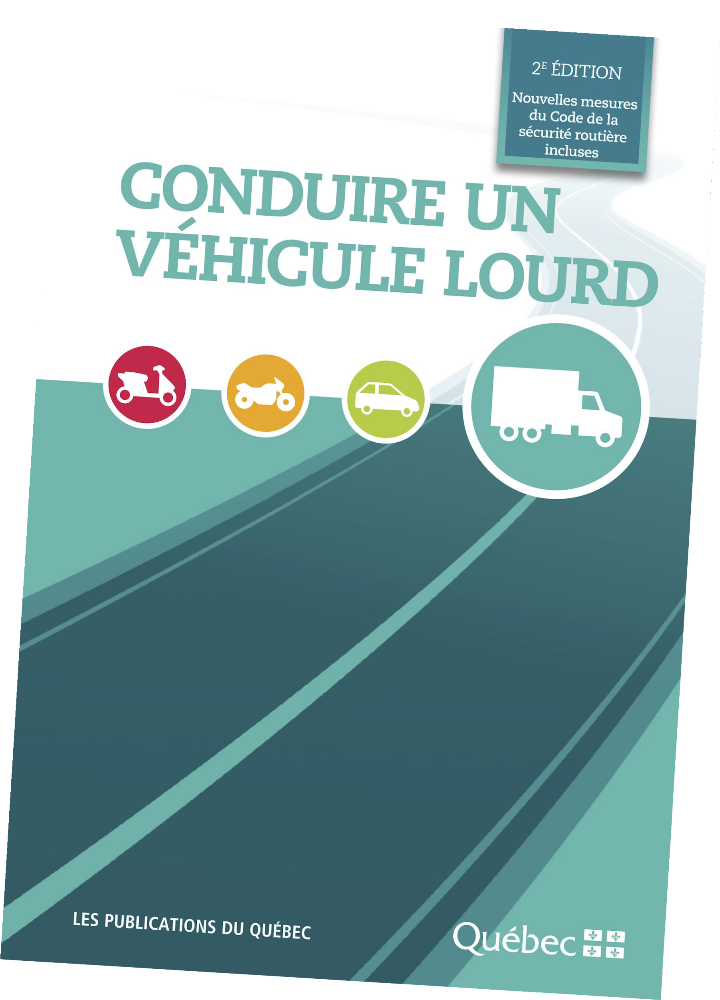 2E ÉDITION
Nouvelles mesures
du Code de la
sécurité routière
incluses
CONDUIRE UN
VÉHICULE LOURD
LES PUBLICATIONS DU QUÉBEC
Québec